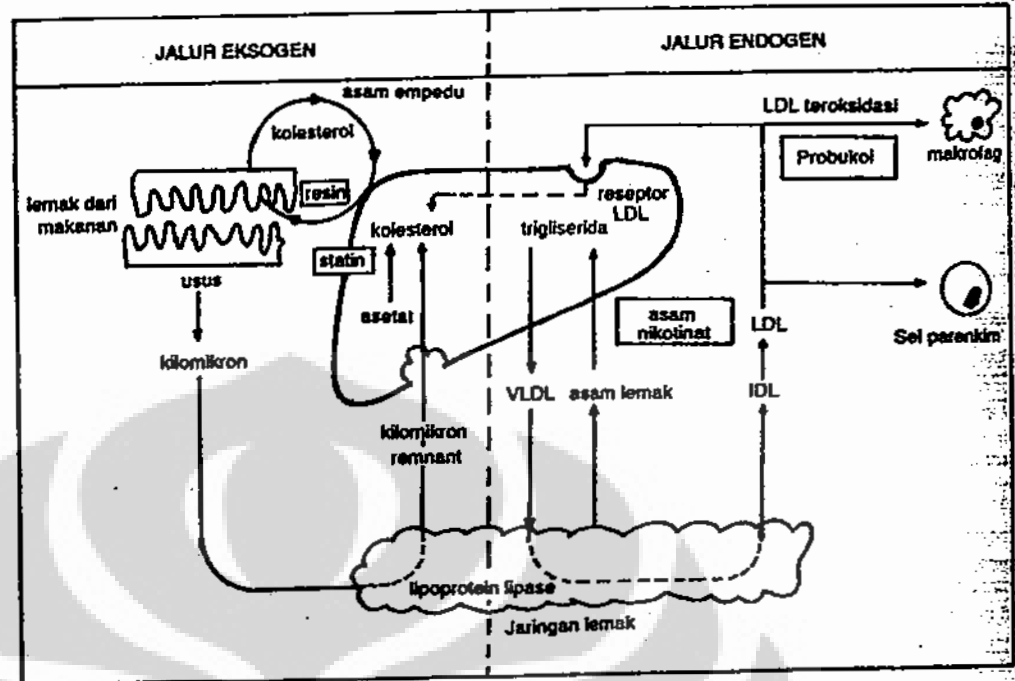 JALUR EKSOGEN
JALUR ENDOGEN
asam empedu
kolesterol
lemak dari
makanan
resin
usus
kilomikron
statin
kolesterol
asetat
kilomikron
remnant
trigliserida
reseptor
LDL
LDL teroksidasi
Probukol
makrofag
asam
nikotinat
LDL
Sel parenkim
VLDL
asam lemak
IDL
lipoprotein lipase
Jaringan lemak